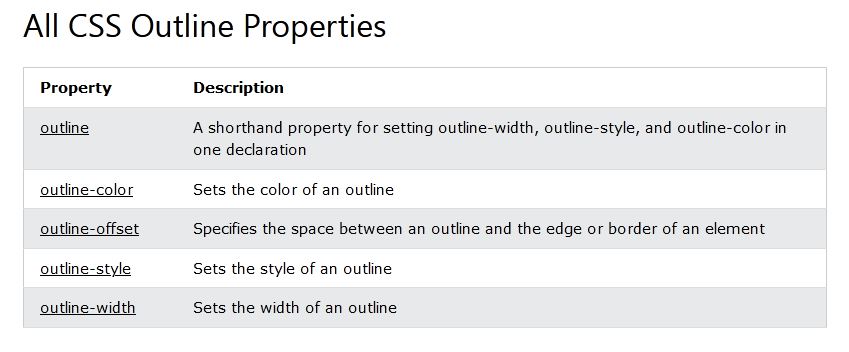 All CSS Outline Properties
Property Description
outline A shorthand property for setting outline-width, outline-style, and outline-color in
one declaration
outline-color Sets the color of an outline
outline-offset Specifies the space between an outline and the edge or border of an element
outline-style Sets the style of an outline
outline-width Sets the width of an outline